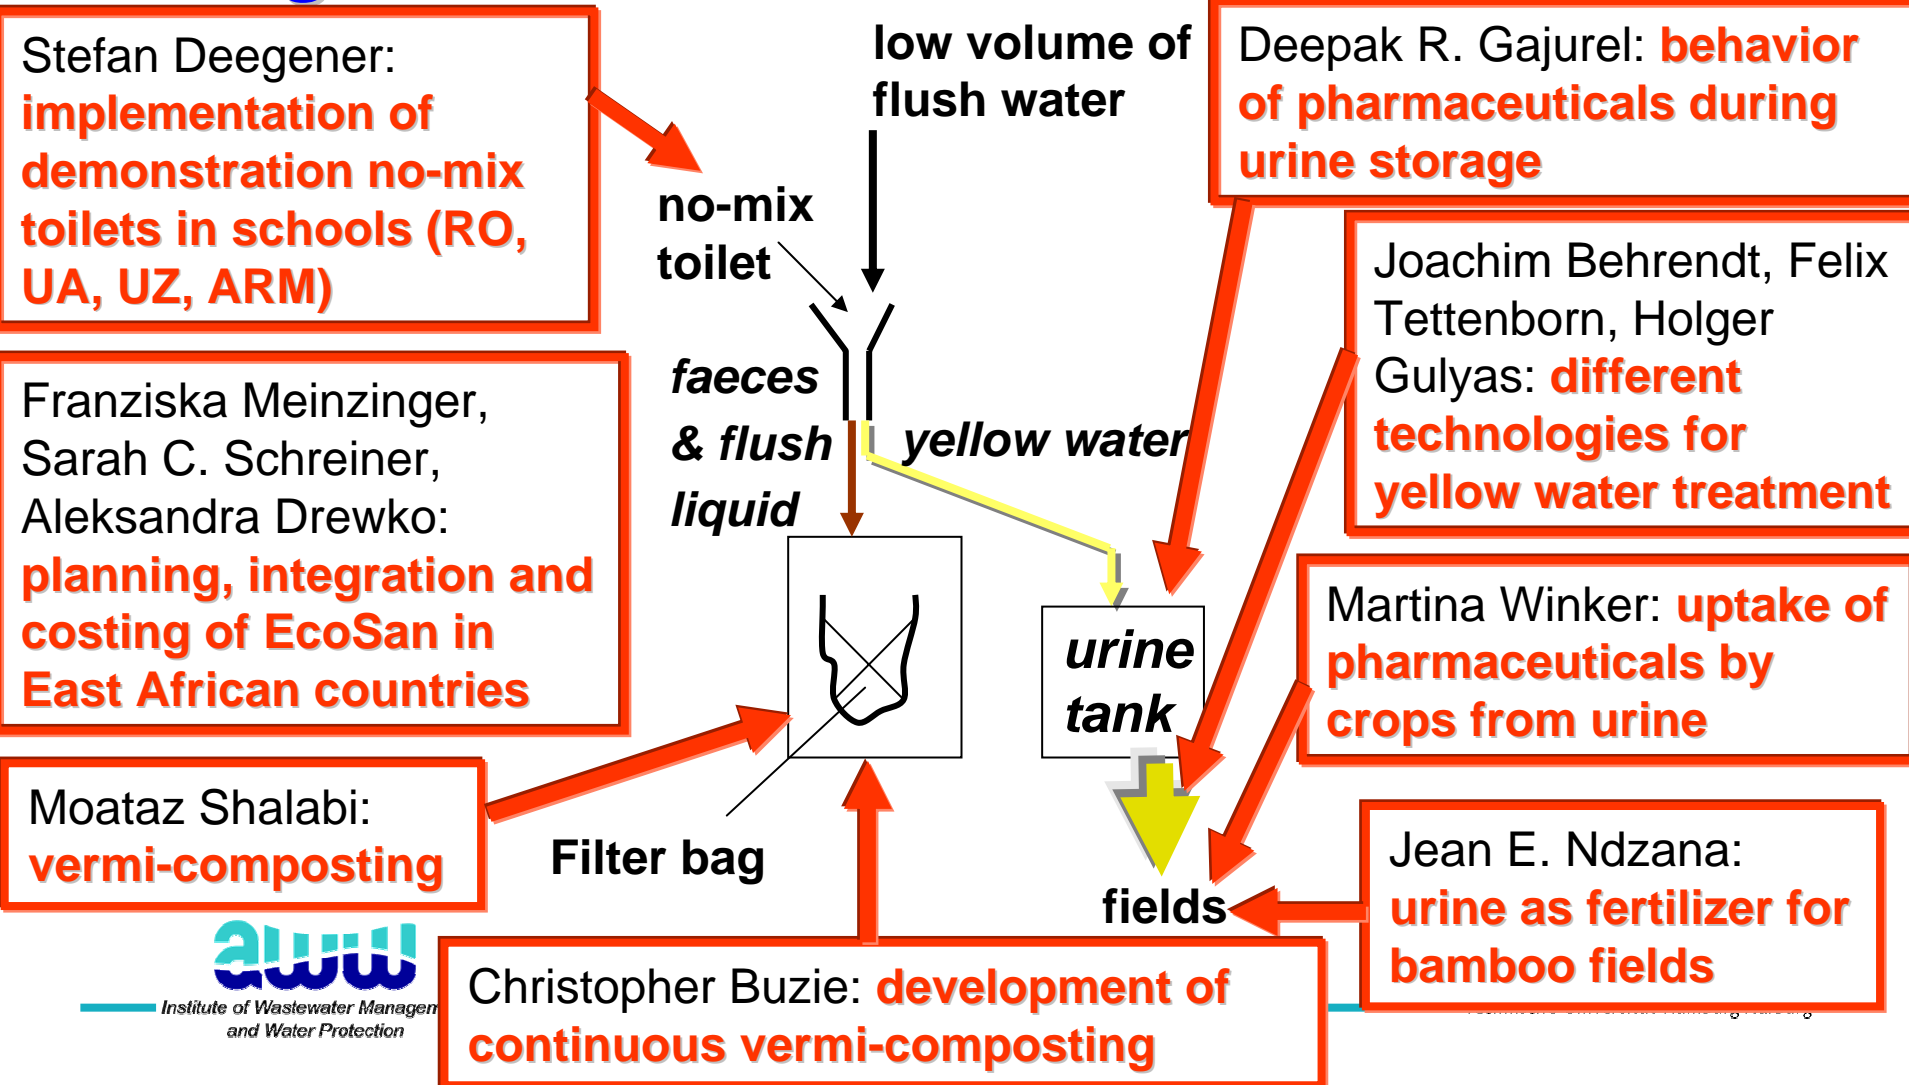 Stefan Deegener:
implementation of
demonstration no-mix
toilets in schools (RO,
UA, UZ, ARM)
low volume of
flush water
Deepak R. Gajurel: behavior
of pharmaceuticals during
urine storage
no-mix
toilet
Joachim Behrendt, Felix
Tettenborn, Holger
Gulyas: different
technologies for
yellow water treatment
Franziska Meinzinger,
Sarah C. Schreiner,
Aleksandra Drewko:
planning, integration and
costing of EcoSan in
East African countries
faeces
& flush
liquid
yellow water
urine
tank
Martina Winker: uptake of
pharmaceuticals by
crops from urine
Moataz Shalabi:
vermi-composting
Filter bag
fields
Jean E. Ndzana:
urine as fertilizer for
bamboo fields
aww
Institute of Wastewater
and Water Protection
Christopher Buzie: development of
continuous vermi-composting